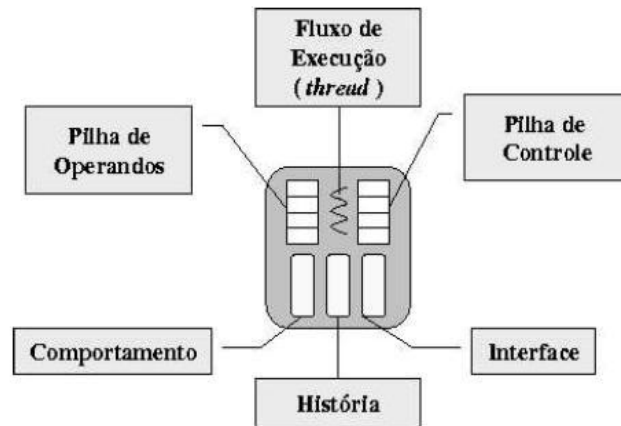 Fluxo de
Execução
( thread )
Pilha de
Operandos
Pilha de
Controle
Comportamento
Interface
História